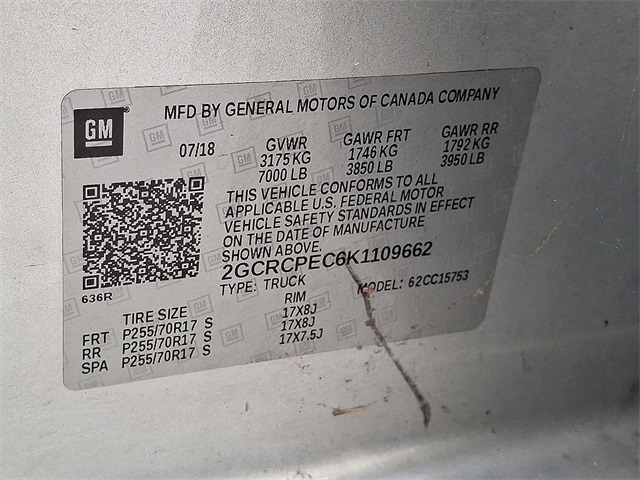 GM
MFD BY GENERAL MOTORS OF CANADA COMPANY
07/18 GVWR GAWR FRT GAWR RR
3175 KG 1746 KG 1792 KG
7000 LB 3850 LB 3950 LB
THIS VEHICLE CONFORMS TO ALL
APPLICABLE U.S. FEDERAL MOTOR
VEHICLE SAFETY STANDARDS IN EFFECT
ON THE DATE OF MANUFACTURE
SHOWN ABOVE.
2GCRCPEC6K1109662
636R
TYPE: TRUCK MODEL: 62CC15753
TIRE SIZE RIM
FRT P255/70R17 S 17X8J
RR P255/70R17 S 17X8J
SPA P255/70R17 S 17X7.5J